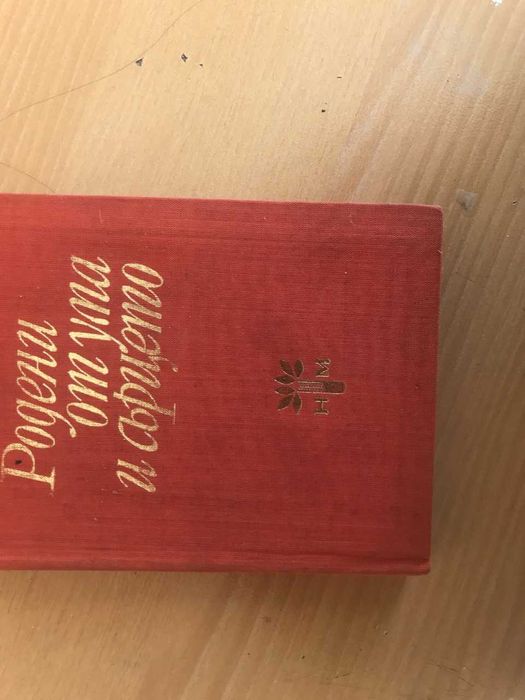 Родени
от ума
и сърцето
Н М